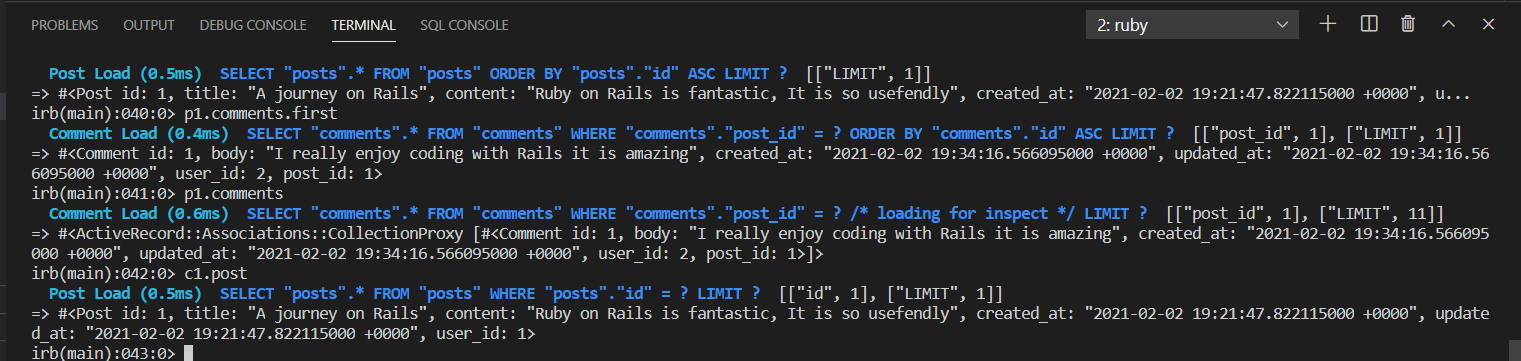 PROBLEMS OUTPUT DEBUG CONSOLE TERMINAL SQL CONSOLE 2: ruby
Post Load (0.5ms)  SELECT "posts".* FROM "posts" ORDER BY "posts"."id" ASC LIMIT ?  [["LIMIT", 1]]
=> #<Post id: 1, title: "A journey on Rails", content: "Ruby on Rails is fantastic, It is so usefendly", created_at: "2021-02-02 19:21:47.822115000 +0000", u...
irb(main):040:0> p1.comments.first
Comment Load (0.4ms)  SELECT "comments".* FROM "comments" WHERE "comments"."post_id" = ? ORDER BY "comments"."id" ASC LIMIT ?  [["post_id", 1], ["LIMIT", 1]]
=> #<Comment id: 1, body: "I really enjoy coding with Rails it is amazing", created_at: "2021-02-02 19:34:16.566095000 +0000", updated_at: "2021-02-02 19:34:16.56
6095000 +0000", user_id: 2, post_id: 1>
irb(main):041:0> p1.comments
Comment Load (0.6ms)  SELECT "comments".* FROM "comments" WHERE "comments"."post_id" = ? /* loading for inspect */ LIMIT ?  [["post_id", 1], ["LIMIT", 11]]
=> #<ActiveRecord::Associations::CollectionProxy [#<Comment id: 1, body: "I really enjoy coding with Rails it is amazing", created_at: "2021-02-02 19:34:16.566095
000 +0000", updated_at: "2021-02-02 19:34:16.566095000 +0000", user_id: 2, post_id: 1>]>
irb(main):042:0> c1.post
Post Load (0.5ms)  SELECT "posts".* FROM "posts" WHERE "posts"."id" = ? LIMIT ?  [["id", 1], ["LIMIT", 1]]
=> #<Post id: 1, title: "A journey on Rails", content: "Ruby on Rails is fantastic, It is so usefendly", created_at: "2021-02-02 19:21:47.822115000 +0000", update
d_at: "2021-02-02 19:21:47.822115000 +0000", user_id: 1>
irb(main):043:0>